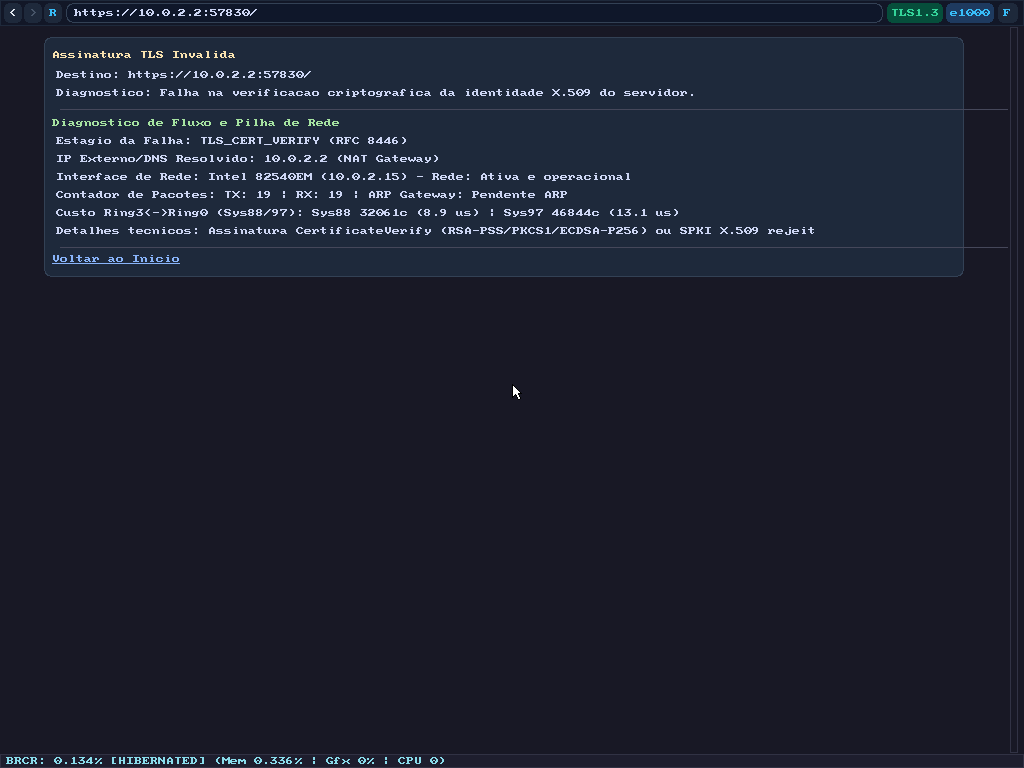 < > R https://10.0.2.2:57830/ TLS1.3 e1000 F
Assinatura TLS Invalida
Destino: https://10.0.2.2:57830/
Diagnostico: Falha na verificacao criptografica da identidade X.509 do servidor.
Diagnostico de Fluxo e Pilha de Rede
Estagio da Falha: TLS_CERT_VERIFY (RFC 8446)
IP Externo/DNS Resolvido: 10.0.2.2 (NAT Gateway)
Interface de Rede: Intel 82540EM (10.0.2.15) - Rede: Ativa e operacional
Contador de Pacotes: TX: 19 | RX: 19 | ARP Gateway: Pendente ARP
Custo Ring3<->Ring0 (Sys88/97): Sys88 32061c (8.9 us) | Sys97 46844c (13.1 us)
Detalhes tecnicos: Assinatura CertificateVerify (RSA-PSS/PKCS1/ECDSA-P256) ou SPKI X.509 rejeit
Voltar ao Inicio
BRCR: 0.134% [HIBERNATED] (Mem 0.336% | Gfx 0% | CPU 0)